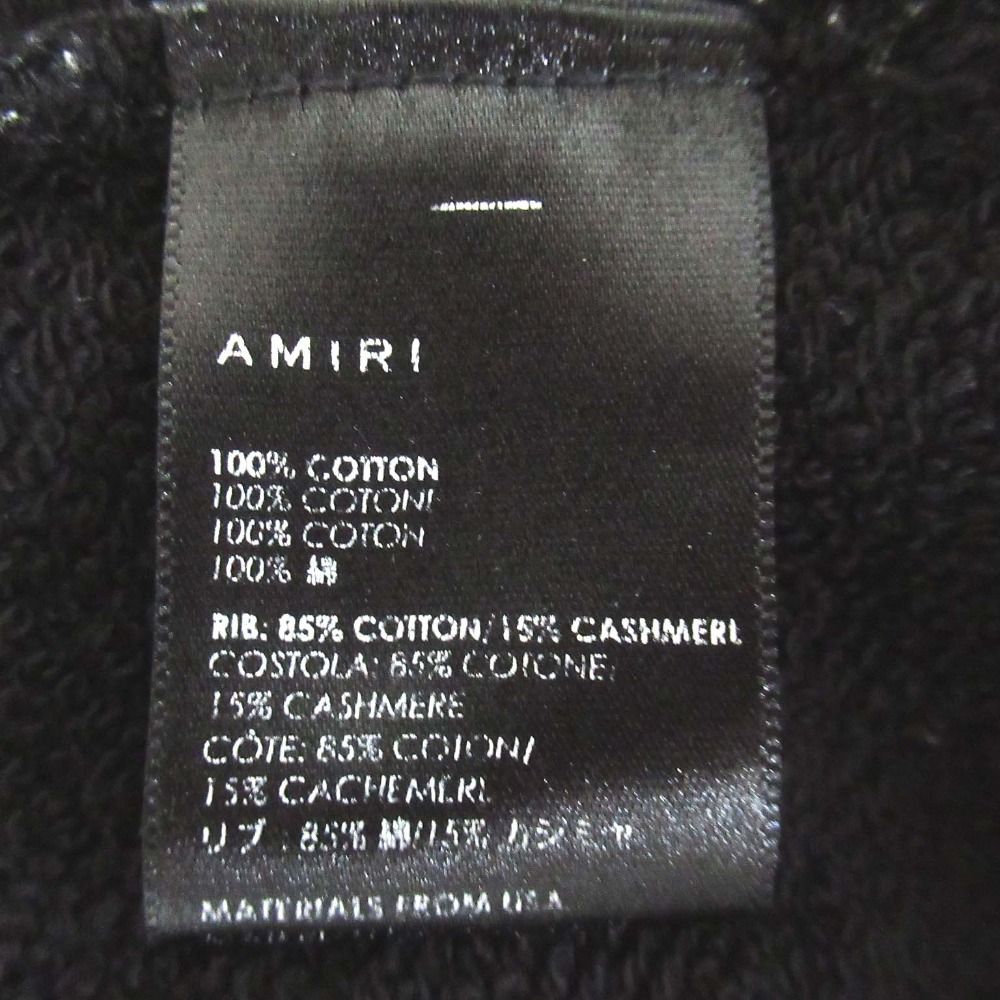 AMIRI
100% COTTON
100% COTONE
100% COTON
100% 綿
RIB: 85% COTTON/15% CASHMERE
COSTOLA: 85% COTONE/
15% CASHMERE
CÔTE: 85% COTON/
15% CACHEMERE
リブ : 85% 綿/15% カシミヤ
MATERIALS FROM USA